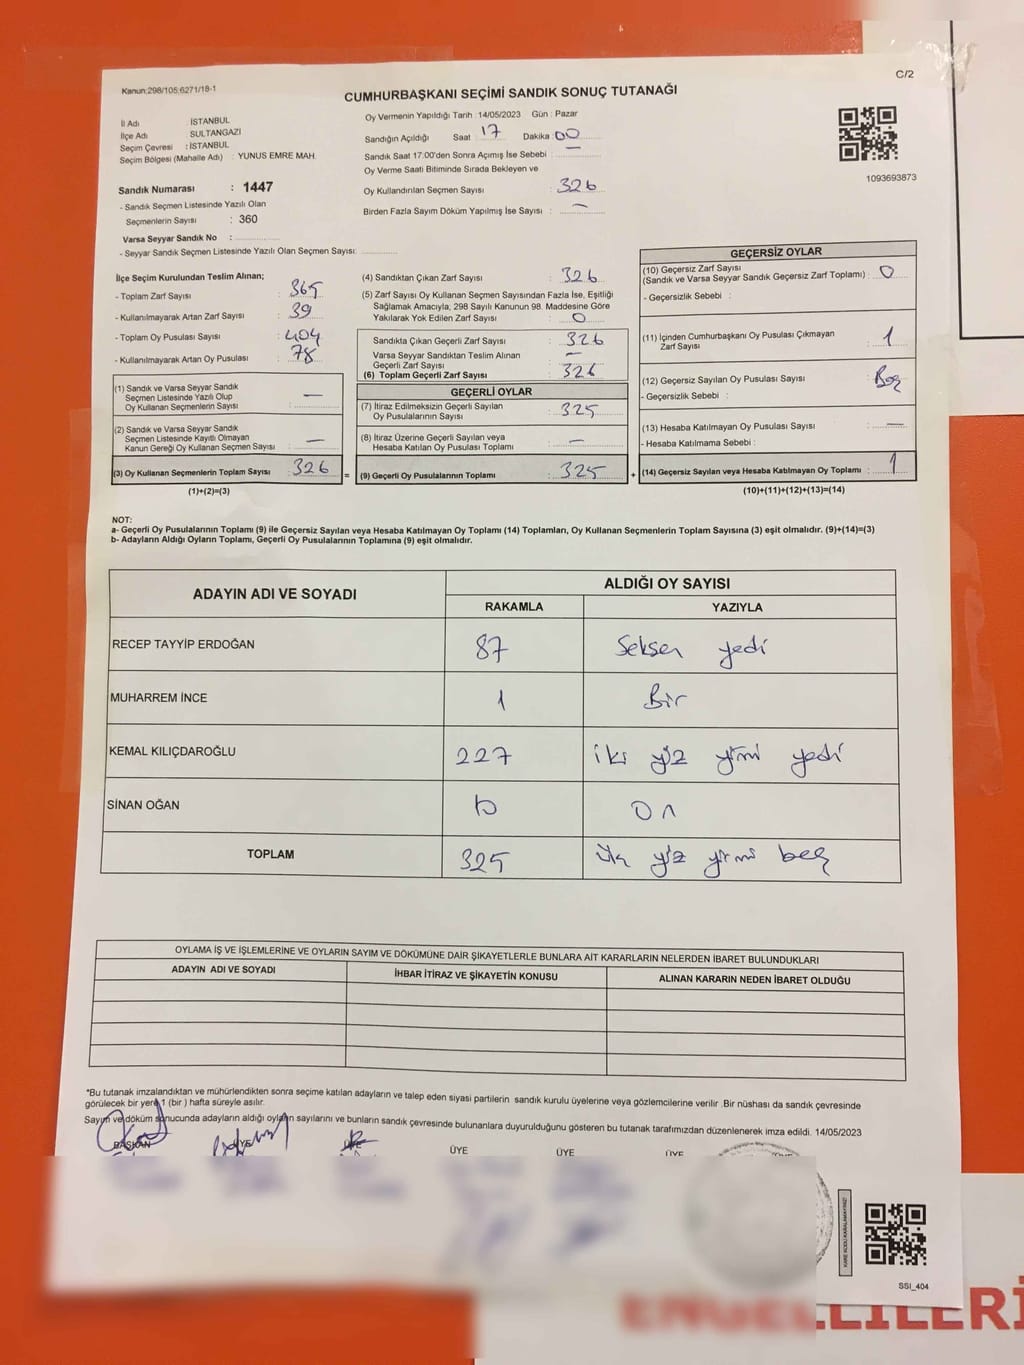 C/2
Kanun:298/105;6271/18-1
CUMHURBAŞKANI SEÇİMİ SANDIK SONUÇ TUTANAĞI
İl Adı İSTANBUL
İlçe Adı SULTANGAZİ
Seçim Çevresi : İSTANBUL
Seçim Bölgesi (Mahalle Adı) : YUNUS EMRE MAH.
Sandık Numarası : 1447
- Sandık Seçmen Listesinde Yazılı Olan
Seçmenlerin Sayısı : 360
Varsa Seyyar Sandık No :
- Seyyar Sandık Seçmen Listesinde Yazılı Olan Seçmen Sayısı:
Oy Vermenin Yapıldığı Tarih : 14/05/2023 Gün : Pazar
Sandığın Açıldığı Saat 17 Dakika : 00
Sandık Saat 17:00'den Sonra Açımış İse Sebebi : —
Oy Verme Saati Bitiminde Sırada Bekleyen ve
Oy Kullandırılan Seçmen Sayısı : 326
Birden Fazla Sayım Döküm Yapılmış İse Sayısı : —
1093693873
İlçe Seçim Kurulundan Teslim Alınan;
- Toplam Zarf Sayısı : 365
- Kullanılmayarak Artan Zarf Sayısı : 39
- Toplam Oy Pusulası Sayısı : 404
- Kullanılmayarak Artan Oy Pusulası : 78
(1) Sandık ve Varsa Seyyar Sandık
Seçmen Listesinde Yazılı Olup
Oy Kullanan Seçmenlerin Sayısı : —
(2) Sandık ve Varsa Seyyar Sandık
Seçmen Listesinde Kayıtlı Olmayan
Kanun Gereği Oy Kullanan Seçmen Sayısı : —
(3) Oy Kullanan Seçmenlerin Toplam Sayısı : 326 =
(1)+(2)=(3)
(4) Sandıktan Çıkan Zarf Sayısı : 326
(5) Zarf Sayısı Oy Kullanan Seçmen Sayısından Fazla İse, Eşitliği
Sağlamak Amacıyla, 298 Sayılı Kanunun 98. Maddesine Göre
Yakılarak Yok Edilen Zarf Sayısı : 0
Sandıkta Çıkan Geçerli Zarf Sayısı : 326
Varsa Seyyar Sandıktan Teslim Alınan
Geçerli Zarf Sayısı : —
(6) Toplam Geçerli Zarf Sayısı : 326
GEÇERLİ OYLAR
(7) İtiraz Edilmeksizin Geçerli Sayılan
Oy Pusulalarının Sayısı : 325
(8) İtiraz Üzerine Geçerli Sayılan veya
Hesaba Katılan Oy Pusulası Toplamı : —
(9) Geçerli Oy Pusulalarının Toplamı : 325 +
GEÇERSİZ OYLAR
(10) Geçersiz Zarf Sayısı
(Sandık ve Varsa Seyyar Sandık Geçersiz Zarf Toplamı) : 0
- Geçersizlik Sebebi :
(11) İçinden Cumhurbaşkanı Oy Pusulası Çıkmayan
Zarf Sayısı : 1
(12) Geçersiz Sayılan Oy Pusulası Sayısı : Boş
- Geçersizlik Sebebi :
(13) Hesaba Katılmayan Oy Pusulası Sayısı : —
- Hesaba Katılmama Sebebi :
(14) Geçersiz Sayılan veya Hesaba Katılmayan Oy Toplamı : 1
(10)+(11)+(12)+(13)=(14)
NOT:
a- Geçerli Oy Pusulalarının Toplamı (9) ile Geçersiz Sayılan veya Hesaba Katılmayan Oy Toplamı (14) Toplamları, Oy Kullanan Seçmenlerin Toplam Sayısına (3) eşit olmalıdır. (9)+(14)=(3)
b- Adayların Aldığı Oyların Toplamı, Geçerli Oy Pusulalarının Toplamına (9) eşit olmalıdır.
ADAYIN ADI VE SOYADI ALDIĞI OY SAYISI
RAKAMLA YAZIYLA
RECEP TAYYİP ERDOĞAN 87 Seksen yedi
MUHARREM İNCE 1 Bir
KEMAL KILIÇDAROĞLU 227 iki yüz yirmi yedi
SİNAN OĞAN 10 On
TOPLAM 325 üç yüz yirmi beş
OYLAMA İŞ VE İŞLEMLERİNE VE OYLARIN SAYIM VE DÖKÜMÜNE DAİR ŞİKAYETLERLE BUNLARA AİT KARARLARIN NELERDEN İBARET BULUNDUKLARI
ADAYIN ADI VE SOYADI İHBAR İTİRAZ VE ŞİKAYETİN KONUSU ALINAN KARARIN NEDEN İBARET OLDUĞU
*Bu tutanak imzalandıktan ve mühürlendikten sonra seçime katılan adayların ve talep eden siyasi partilerin sandık kurulu üyelerine veya gözlemcilerine verilir .Bir nüshası da sandık çevresinde
görülecek bir yere 1 (bir ) hafta süreyle asılır.
Sayım ve döküm sonucunda adayların aldığı oyların sayılarını ve bunların sandık çevresinde bulunanlara duyurulduğunu gösteren bu tutanak tarafımızdan düzenlenerek imza edildi. 14/05/2023
BAŞKAN ÜYE ÜYE ÜYE ÜYE ÜYE
SSI_404
ENGELLİLERİ